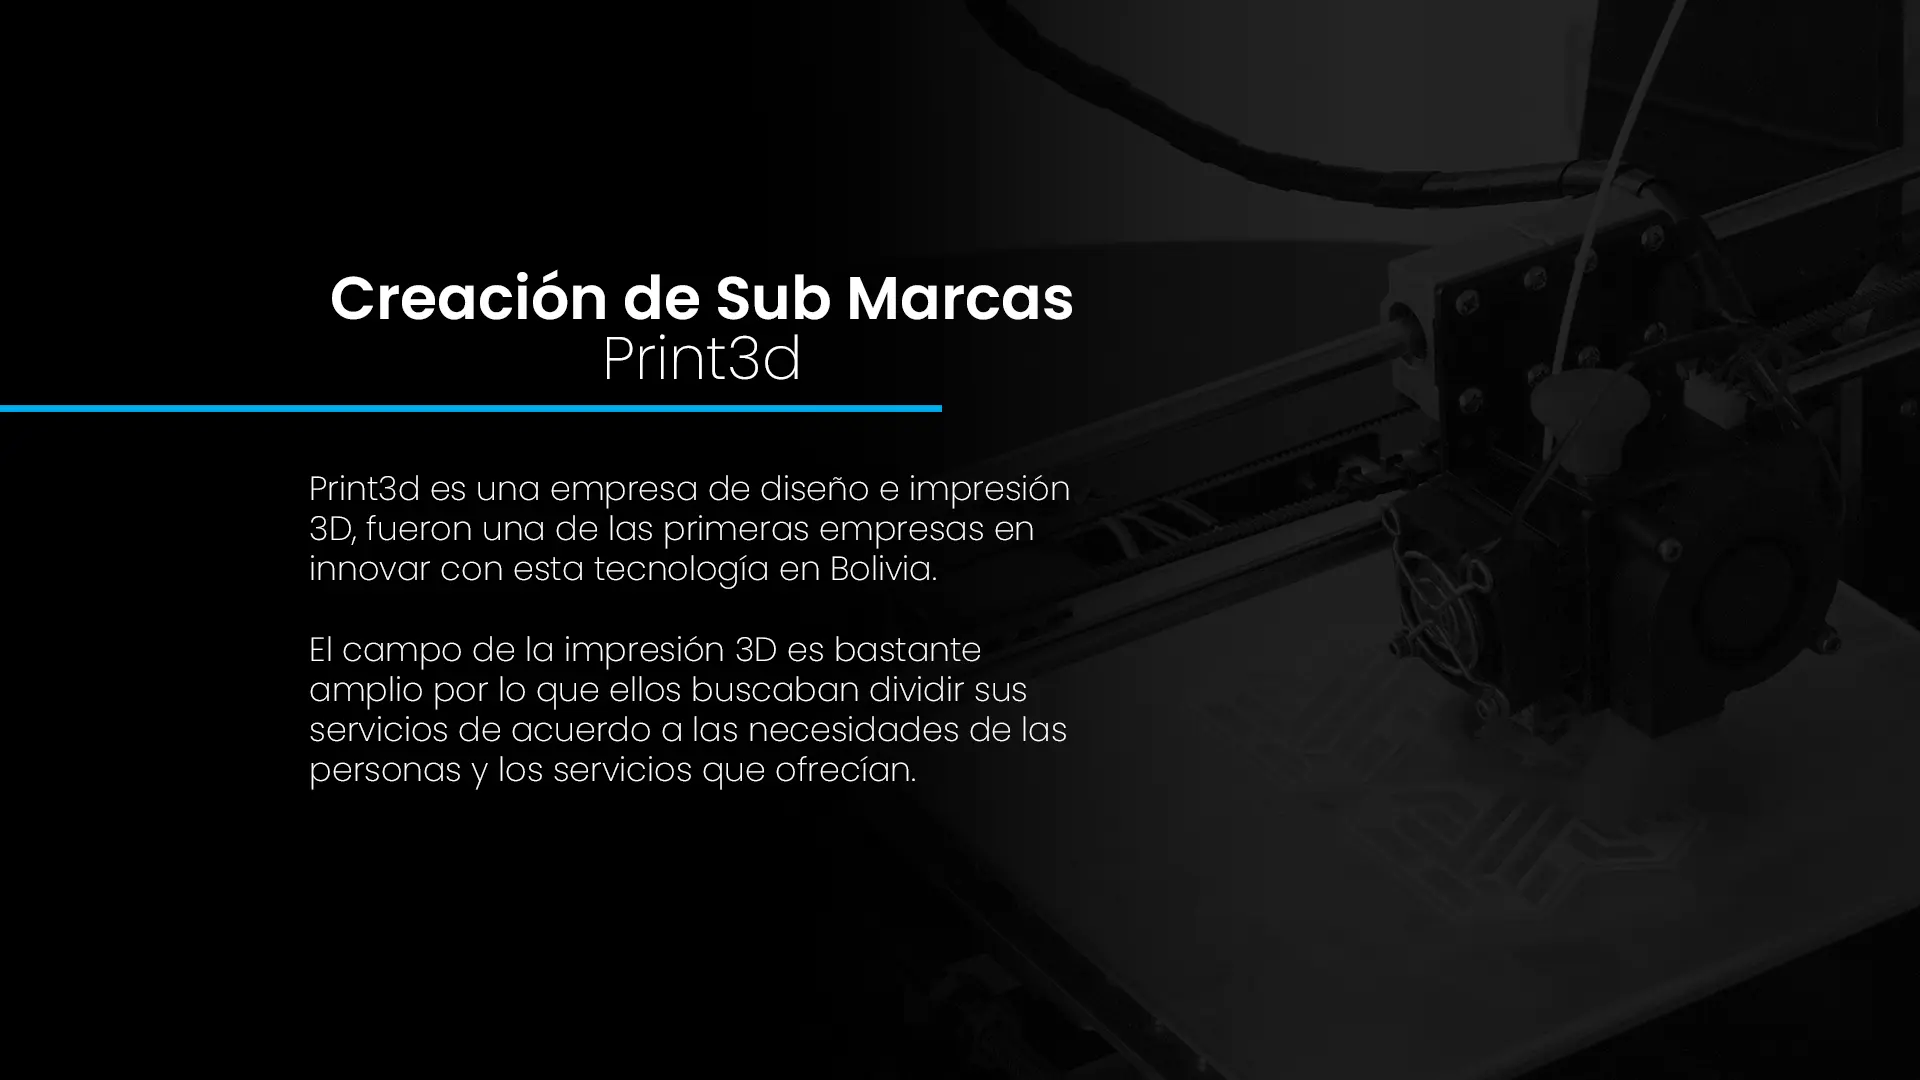 Creación de Sub Marcas
Print3d
Print3d es una empresa de diseño e impresión
3D, fueron una de las primeras empresas en
innovar con esta tecnología en Bolivia.
El campo de la impresión 3D es bastante
amplio por lo que ellos buscaban dividir sus
servicios de acuerdo a las necesidades de las
personas y los servicios que ofrecían.